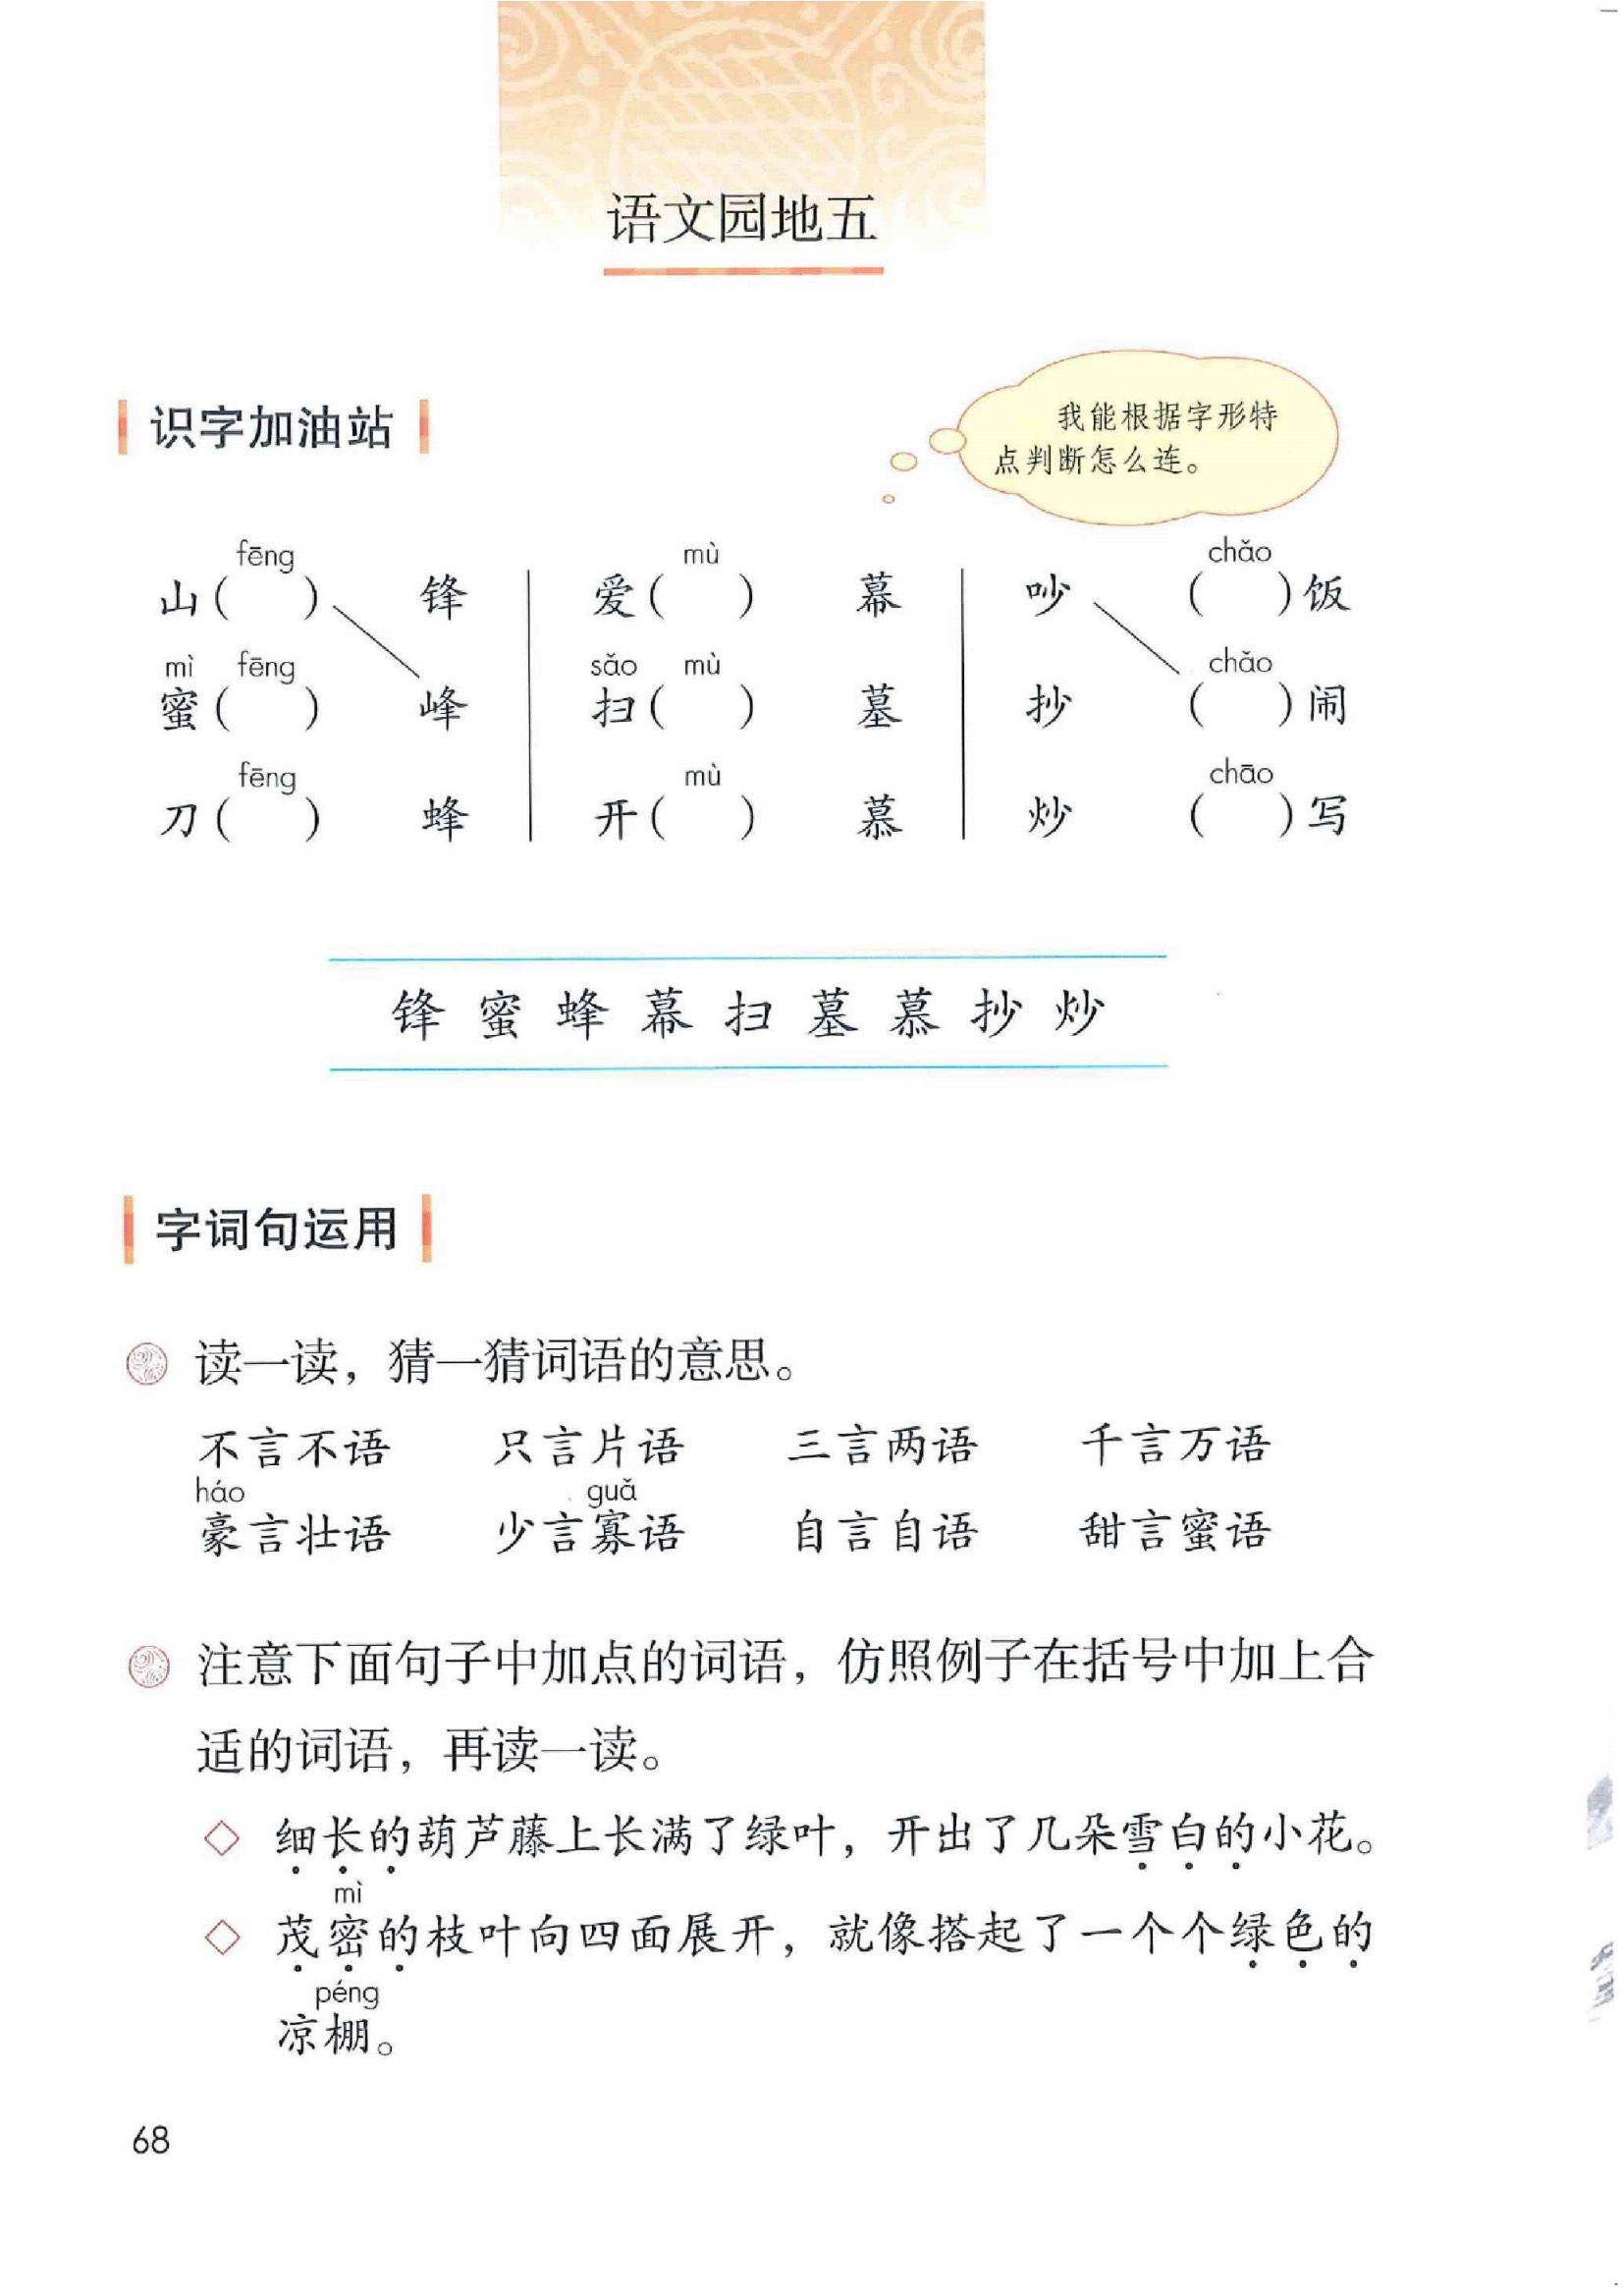 语文园地五
识字加油站
我能根据字形特
点判断怎么连。
fēng mù chǎo
山( ) 锋 爱( ) 幕 吵 ( )饭
mì fēng sǎo mù chǎo
蜜( ) 峰 扫( ) 墓 抄 ( )闹
fēng mù chāo
刀( ) 蜂 开( ) 慕 炒 ( )写
锋 蜜 蜂 幕 扫 墓 慕 抄 炒
字词句运用
读一读，猜一猜词语的意思。
不言不语 只言片语 三言两语 千言万语
háo guǎ
豪言壮语 少言寡语 自言自语 甜言蜜语
注意下面句子中加点的词语，仿照例子在括号中加上合
适的词语，再读一读。
◇ 细长的葫芦藤上长满了绿叶，开出了几朵雪白的小花。
mì
◇ 茂密的枝叶向四面展开，就像搭起了一个个绿色的
péng
凉棚。
68